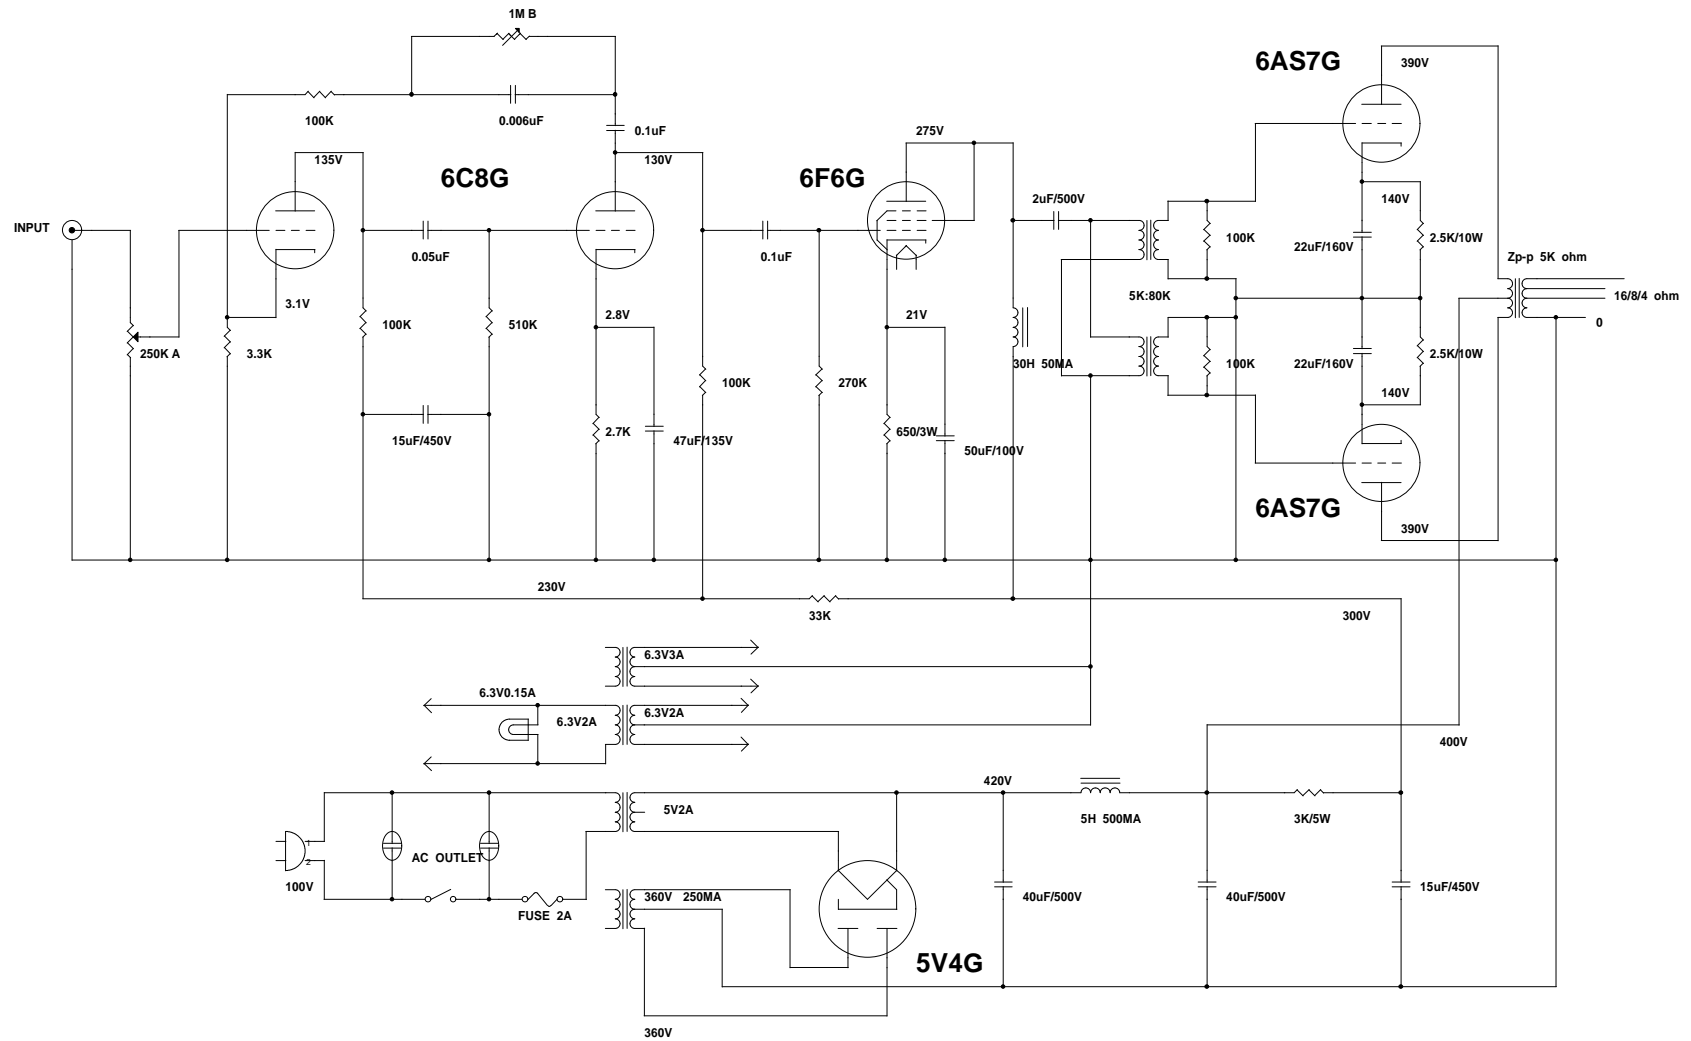 1M B
6AS7G
390V
100K
0.006uF
0.1uF
275V
135V
6C8G
130V
6F6G
2uF/500V
140V
INPUT
100K
22uF/160V
2.5K/10W
0.05uF
0.1uF
Zp-p 5K ohm
5K:80K
16/8/4 ohm
3.1V
2.8V
21V
0
100K
510K
250K A
3.3K
30H 50MA
100K
22uF/160V
2.5K/10W
100K
270K
140V
2.7K
650/3W
15uF/450V
47uF/135V
50uF/100V
6AS7G
390V
230V
33K
300V
6.3V3A
6.3V0.15A
6.3V2A
6.3V2A
400V
420V
5V2A
5H 500MA
3K/5W
1
AC OUTLET
2
100V
15uF/450V
360V 250MA
40uF/500V
40uF/500V
FUSE 2A
5V4G
360V